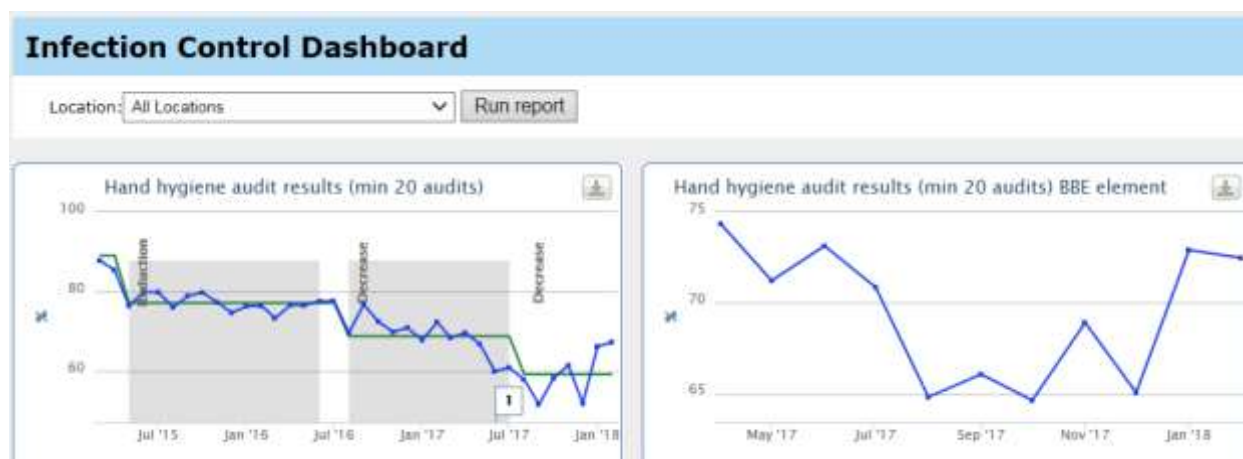 Infection Control Dashboard
Location: All Locations Run report
Hand hygiene audit results (min 20 audits)
100
80
60
%
Reduction
Decrease
Decrease
1
Jul '15 Jan '16 Jul '16 Jan '17 Jul '17 Jan '18
Hand hygiene audit results (min 20 audits) BBE element
75
70
65
%
May '17 Jul '17 Sep '17 Nov '17 Jan '18